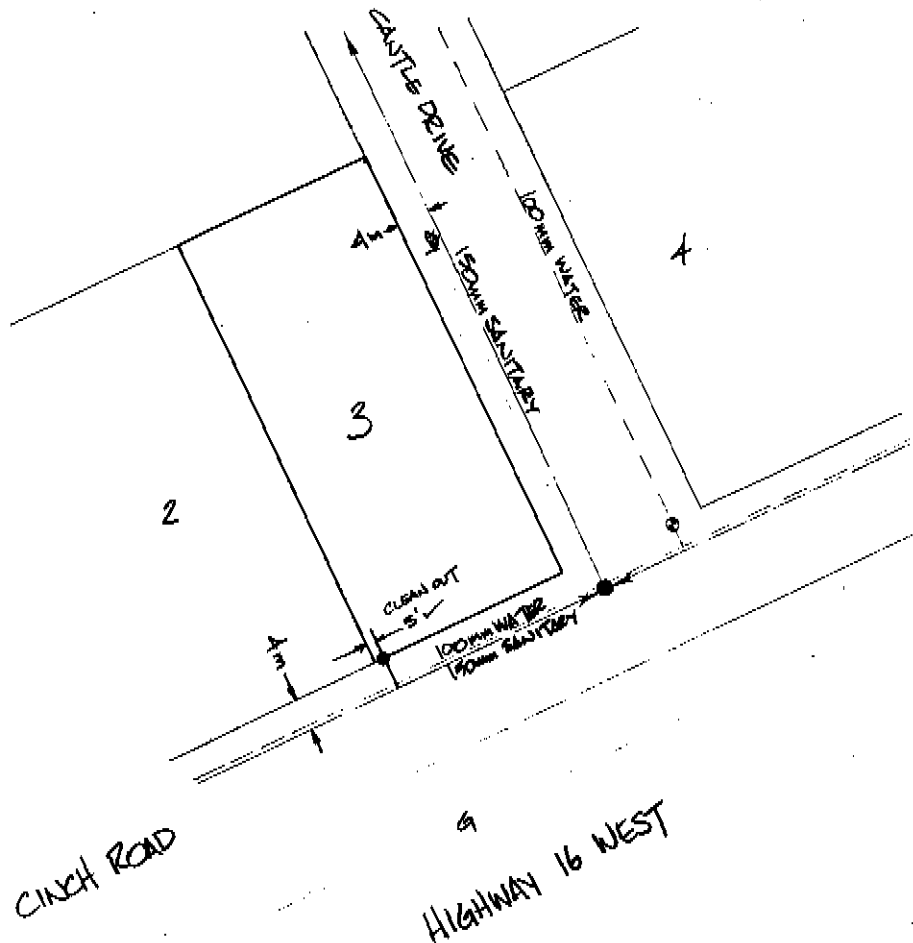 CANTLE DRIVE
4m
150mm SANITARY
100mm WATER
4
3
2
CLEAN OUT
5'
4m
100mm WATER
150mm SANITARY
CINCH ROAD
HIGHWAY 16 WEST